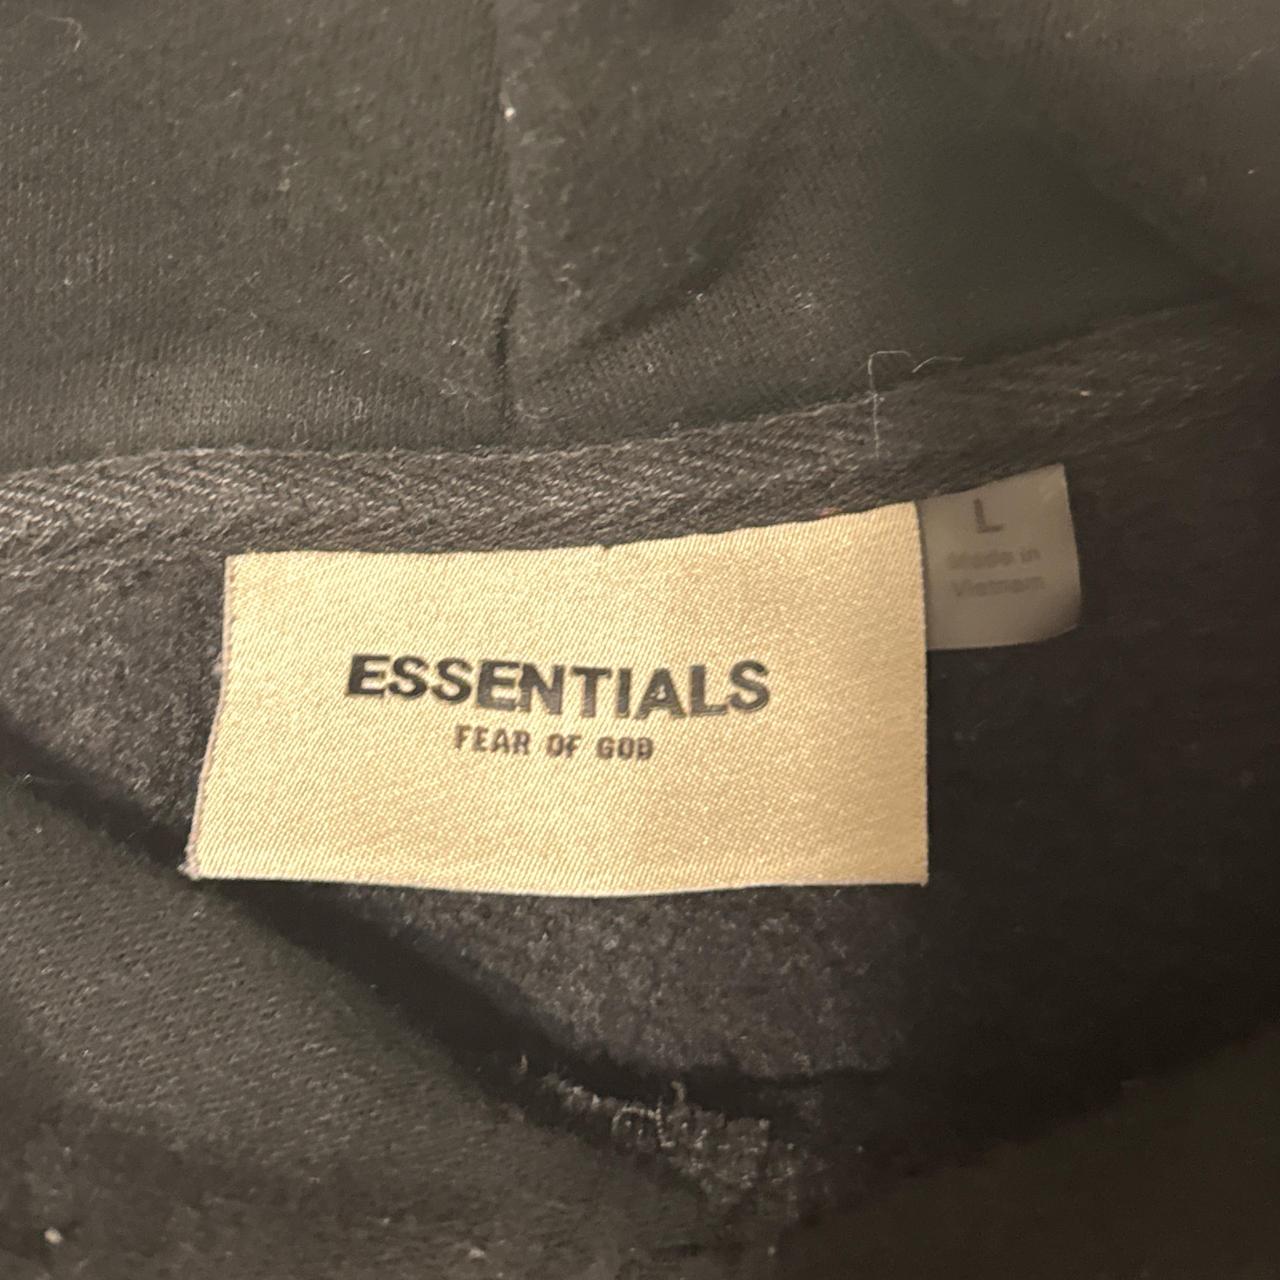 ESSENTIALS
FEAR OF GOD
L
Made in
Vietnam